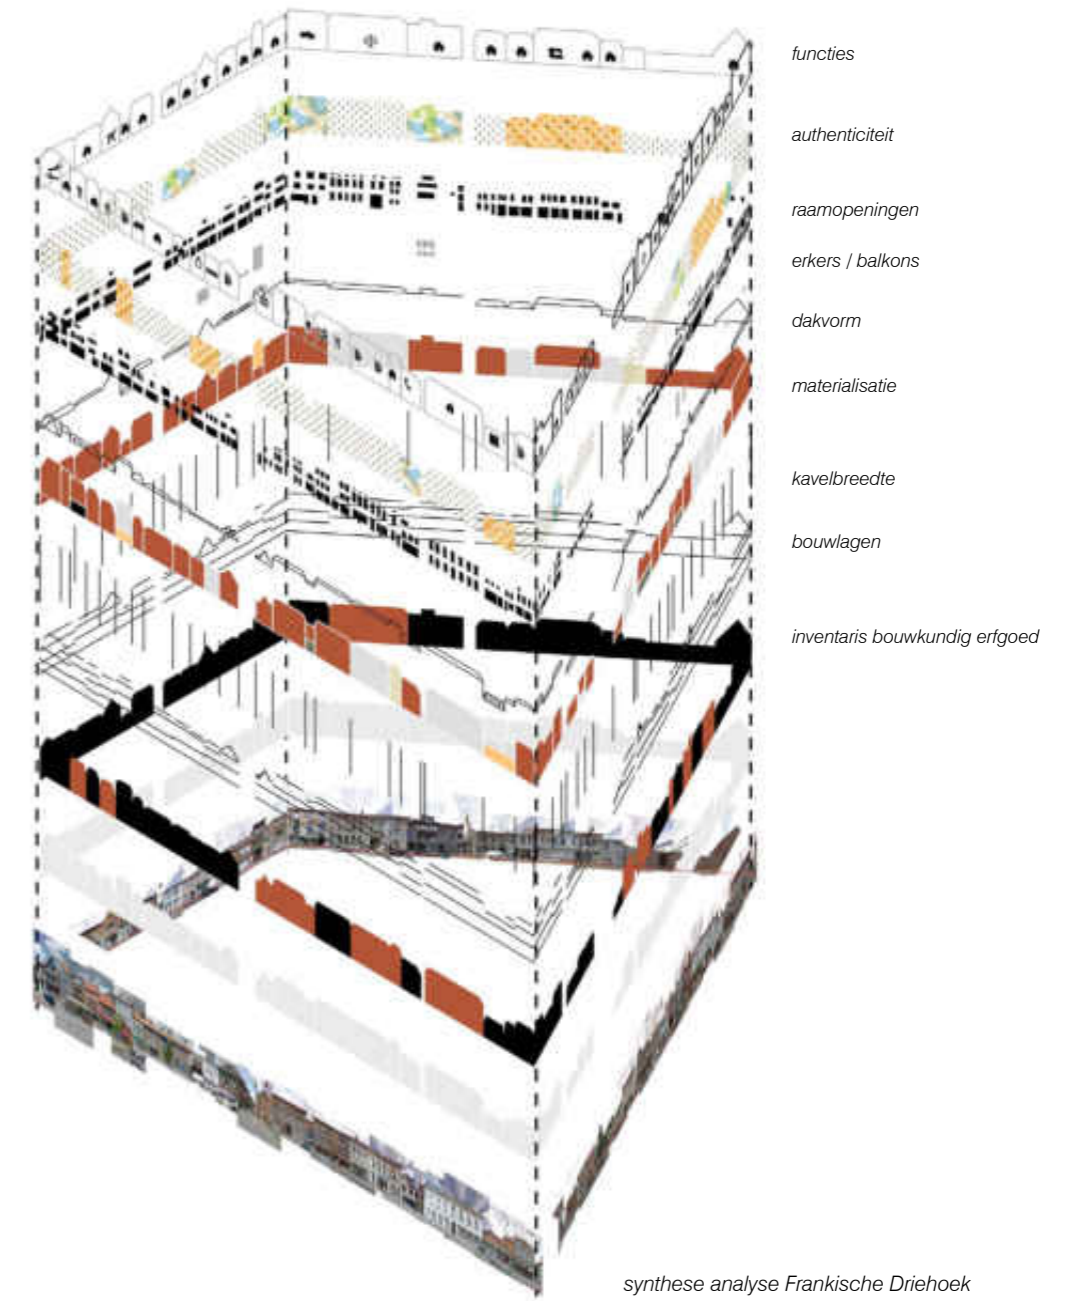 functies
authenticiteit
raamopeningen
erkers / balkons
dakvorm
materialisatie
kavelbreedte
bouwlagen
inventaris bouwkundig erfgoed
synthese analyse Frankische Driehoek